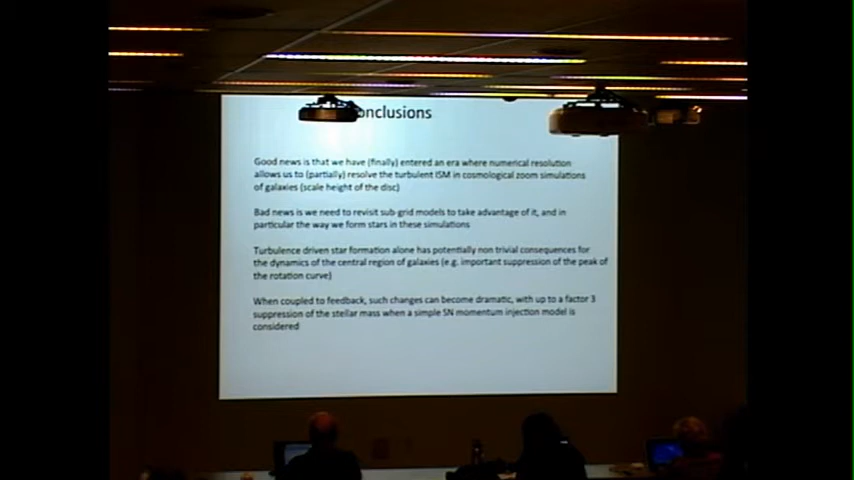 onclusions
Good news is that we have (finally) entered an era where numerical resolution
allows us to (partially) resolve the turbulent ISM in cosmological zoom simulations
of galaxies (scale height of the disc)
Bad news is we need to revisit sub-grid models to take advantage of it, and in
particular the way we form stars in these simulations
Turbulence driven star formation alone has potentially non trivial consequences for
the dynamics of the central region of galaxies (e.g. important suppression of the peak of
the rotation curve)
When coupled to feedback, such changes can become dramatic, with up to a factor 3
suppression of the stellar mass when a simple SN momentum injection model is
considered